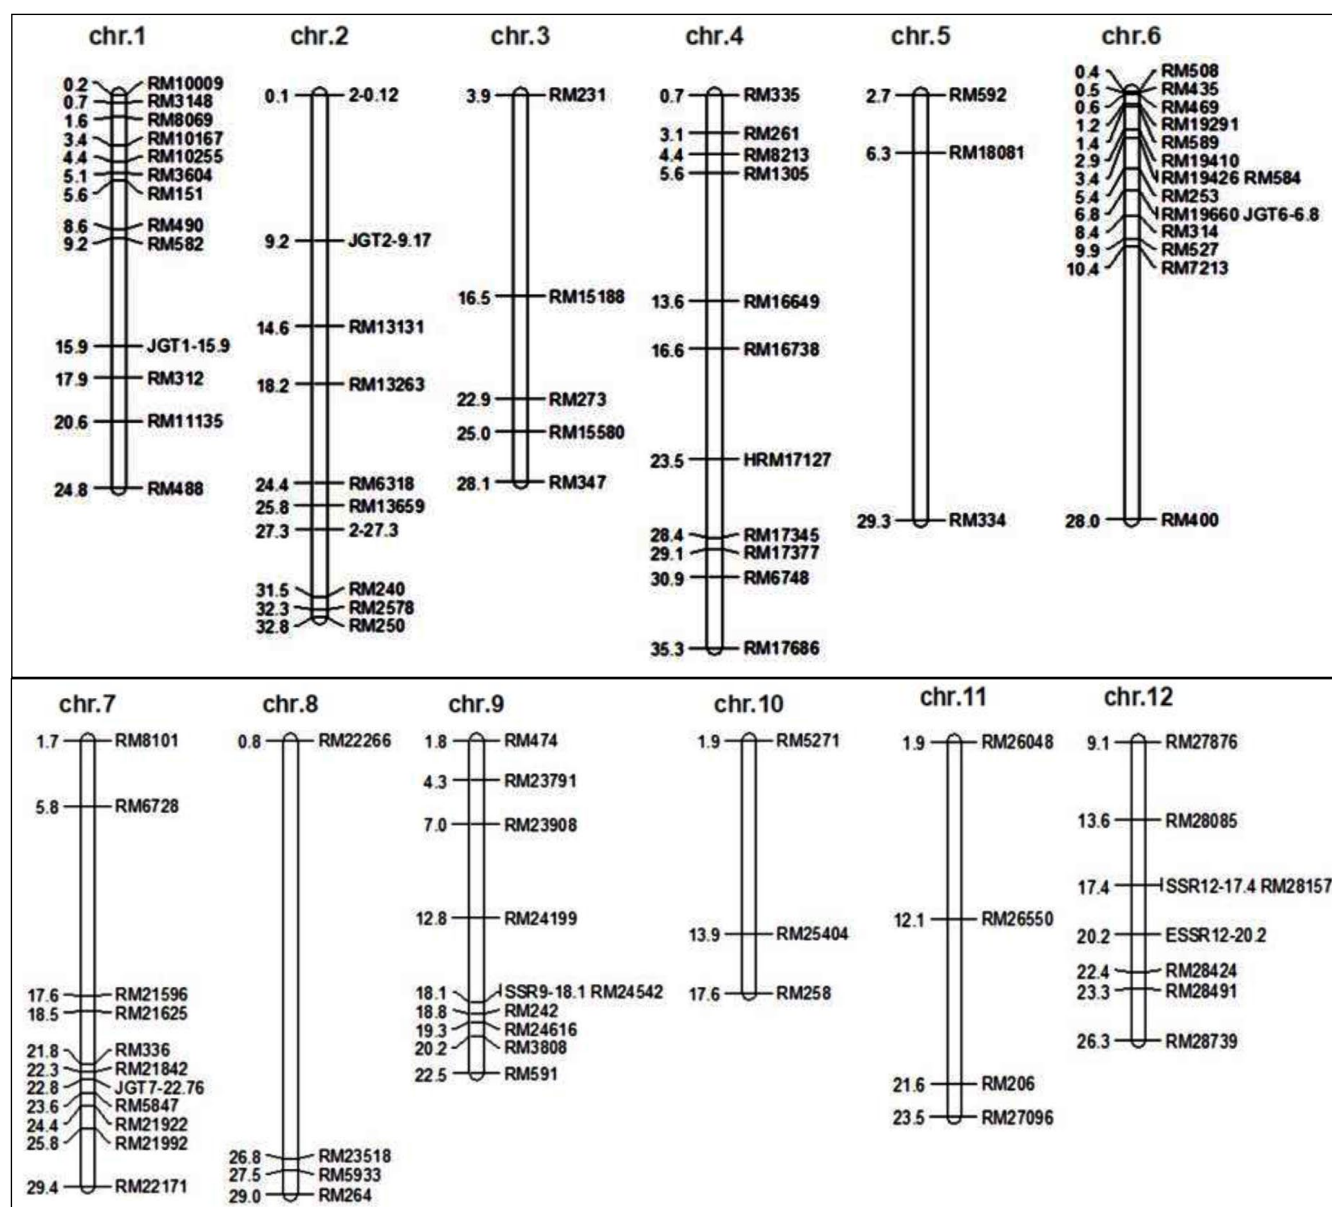 chr.1
0.2 RM10009
0.7 RM3148
1.6 RM8069
3.4 RM10167
4.4 RM10255
5.1 RM3604
5.6 RM151
8.6 RM490
9.2 RM582
15.9 JGT1-15.9
17.9 RM312
20.6 RM11135
24.8 RM488
chr.2
0.1 2-0.12
9.2 JGT2-9.17
14.6 RM13131
18.2 RM13263
24.4 RM6318
25.8 RM13659
27.3 2-27.3
31.5 RM240
32.3 RM2578
32.8 RM250
chr.3
3.9 RM231
16.5 RM15188
22.9 RM273
25.0 RM15580
28.1 RM347
chr.4
0.7 RM335
3.1 RM261
4.4 RM8213
5.6 RM1305
13.6 RM16649
16.6 RM16738
23.5 HRM17127
28.4 RM17345
29.1 RM17377
30.9 RM6748
35.3 RM17686
chr.5
2.7 RM592
6.3 RM18081
29.3 RM334
chr.6
0.4 RM508
0.5 RM435
0.6 RM469
1.2 RM19291
1.4 RM589
2.9 RM19410
3.4 RM19426 RM584
5.4 RM253
6.8 RM19660 JGT6-6.8
8.4 RM314
9.9 RM527
10.4 RM7213
28.0 RM400
chr.7
1.7 RM8101
5.8 RM6728
17.6 RM21596
18.5 RM21625
21.8 RM336
22.3 RM21842
22.8 JGT7-22.76
23.6 RM5847
24.4 RM21922
25.8 RM21992
29.4 RM22171
chr.8
0.8 RM22266
26.8 RM23518
27.5 RM5933
29.0 RM264
chr.9
1.8 RM474
4.3 RM23791
7.0 RM23908
12.8 RM24199
18.1 SSR9-18.1 RM24542
18.8 RM242
19.3 RM24616
20.2 RM3808
22.5 RM591
chr.10
1.9 RM5271
13.9 RM25404
17.6 RM258
chr.11
1.9 RM26048
12.1 RM26550
21.6 RM206
23.5 RM27096
chr.12
9.1 RM27876
13.6 RM28085
17.4 SSR12-17.4 RM28157
20.2 ESSR12-20.2
22.4 RM28424
23.3 RM28491
26.3 RM28739